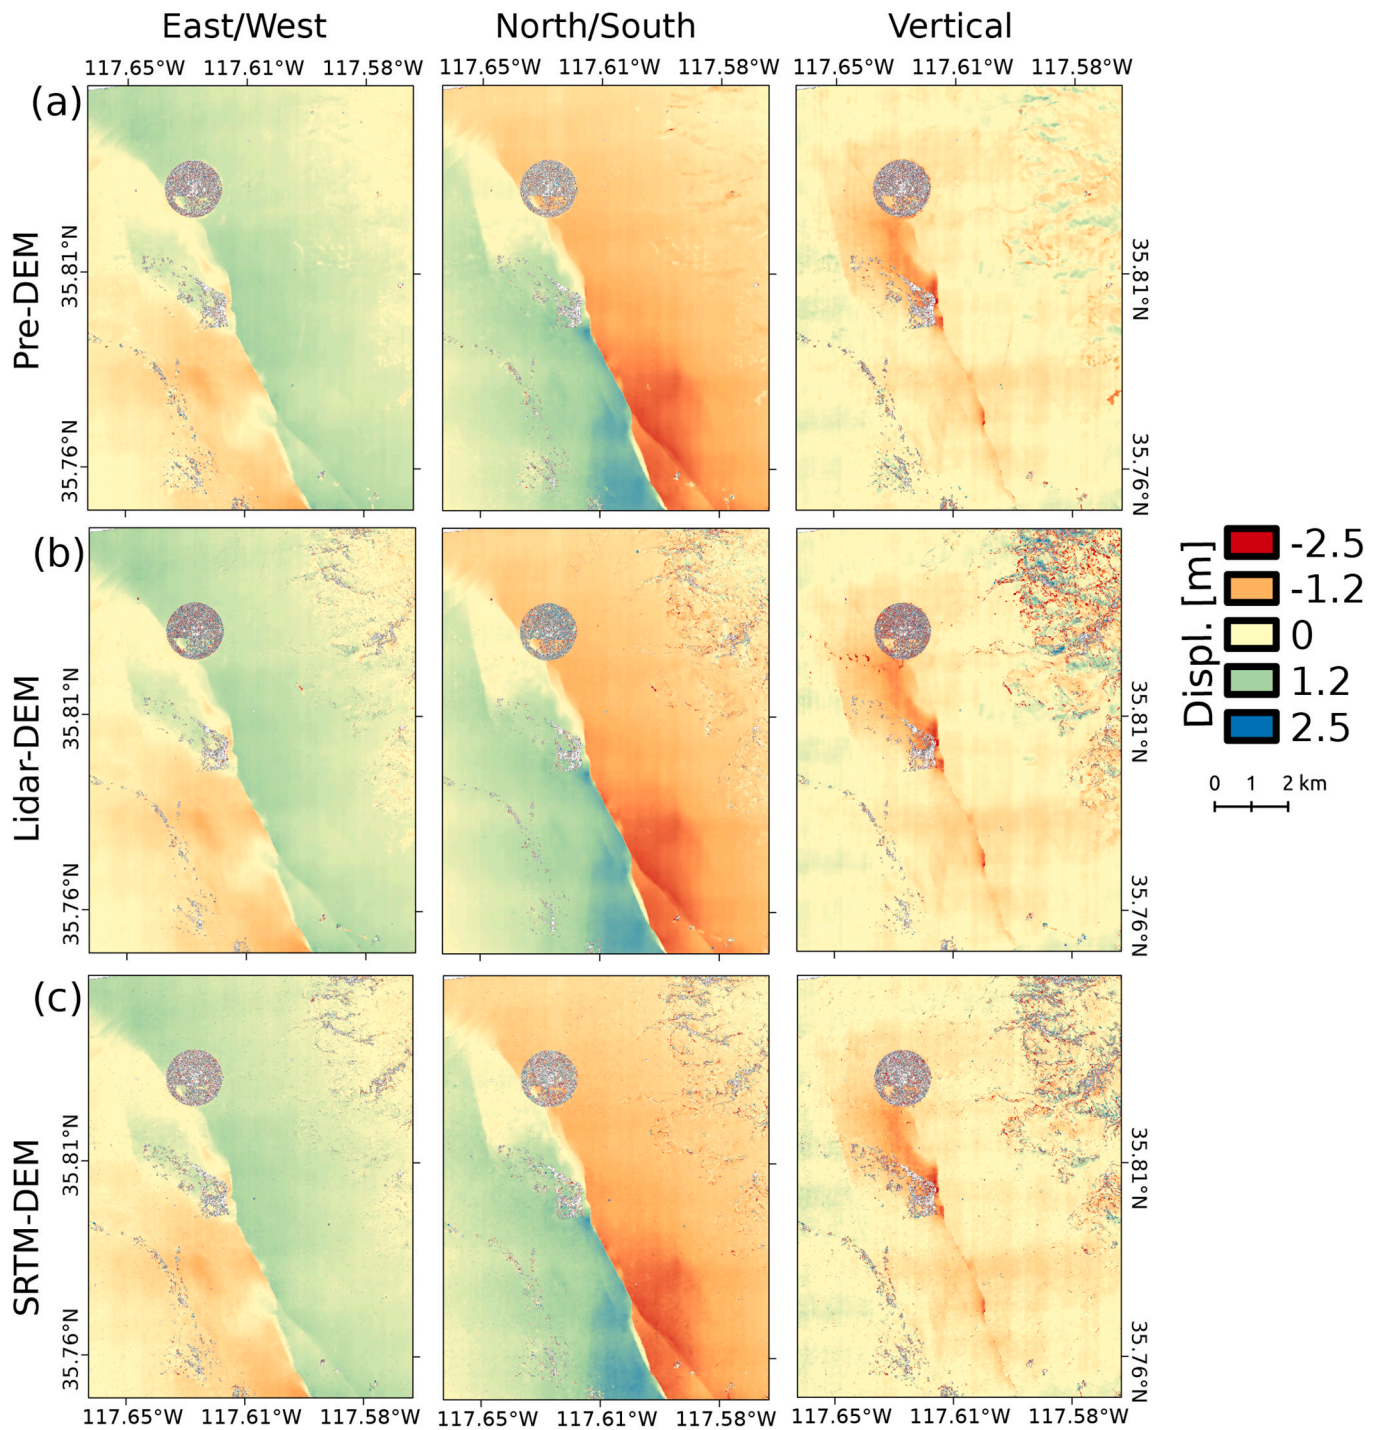 East/West North/South Vertical
117.65°W 117.61°W 117.58°W 117.65°W 117.61°W 117.58°W 117.65°W 117.61°W 117.58°W
(a)
Pre-DEM
35.81°N
35.76°N
35.81°N
35.76°N
(b)
Lidar-DEM
35.81°N
35.76°N
35.81°N
35.76°N
Displ. [m]
-2.5
-1.2
0
1.2
2.5
0 1 2 km
(c)
SRTM-DEM
35.81°N
35.76°N
35.81°N
35.76°N
117.65°W 117.61°W 117.58°W 117.65°W 117.61°W 117.58°W 117.65°W 117.61°W 117.58°W